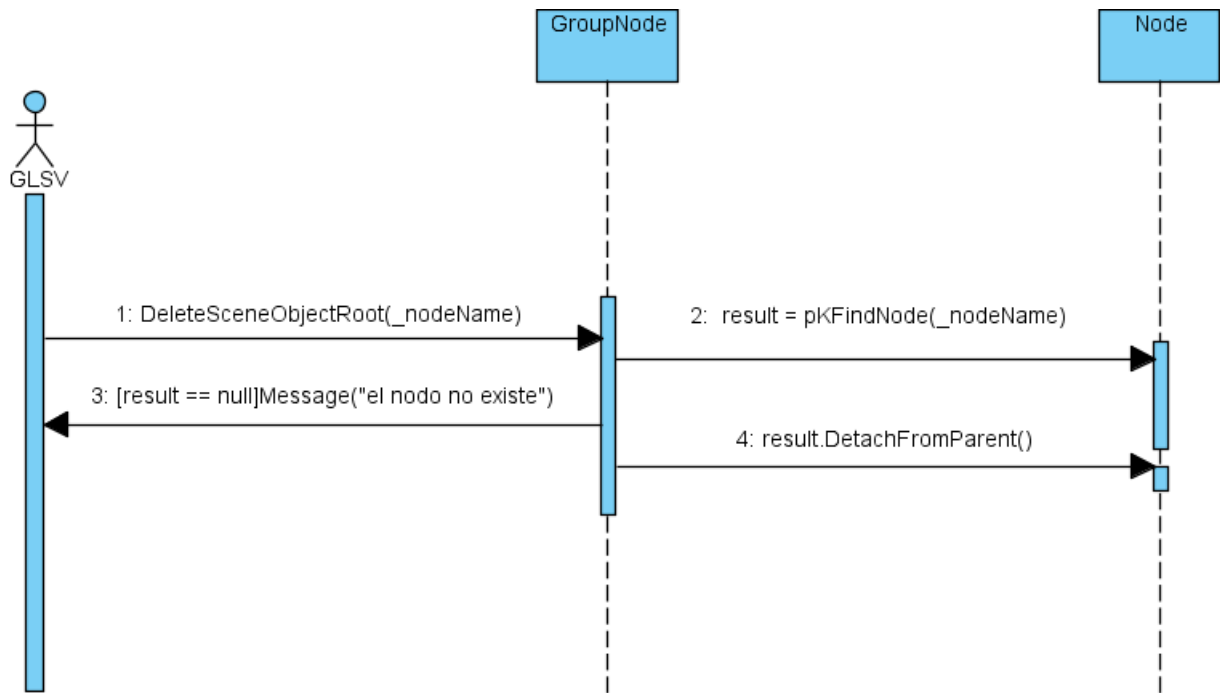 GroupNode
Node
GLSV
1: DeleteSceneObjectRoot(_nodeName)
2: result = pKFindNode(_nodeName)
3: [result == null]Message("el nodo no existe")
4: result.DetachFromParent()